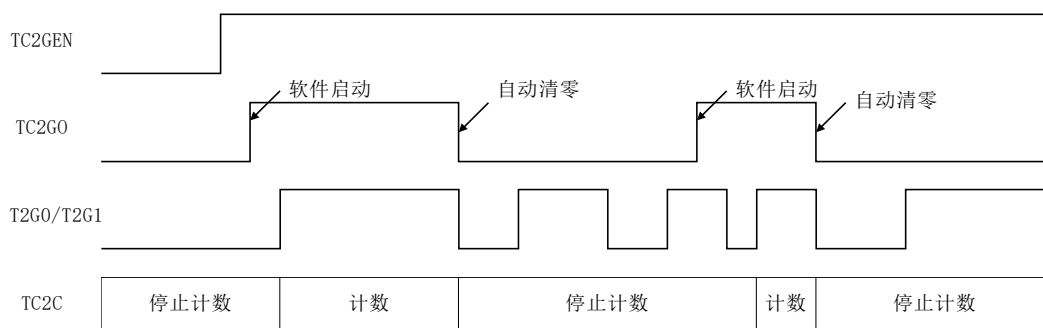 TC2GEN
软件启动
自动清零
软件启动
自动清零
TC2GO
T2G0/T2G1
TC2C
停止计数
计数
停止计数
计数
停止计数